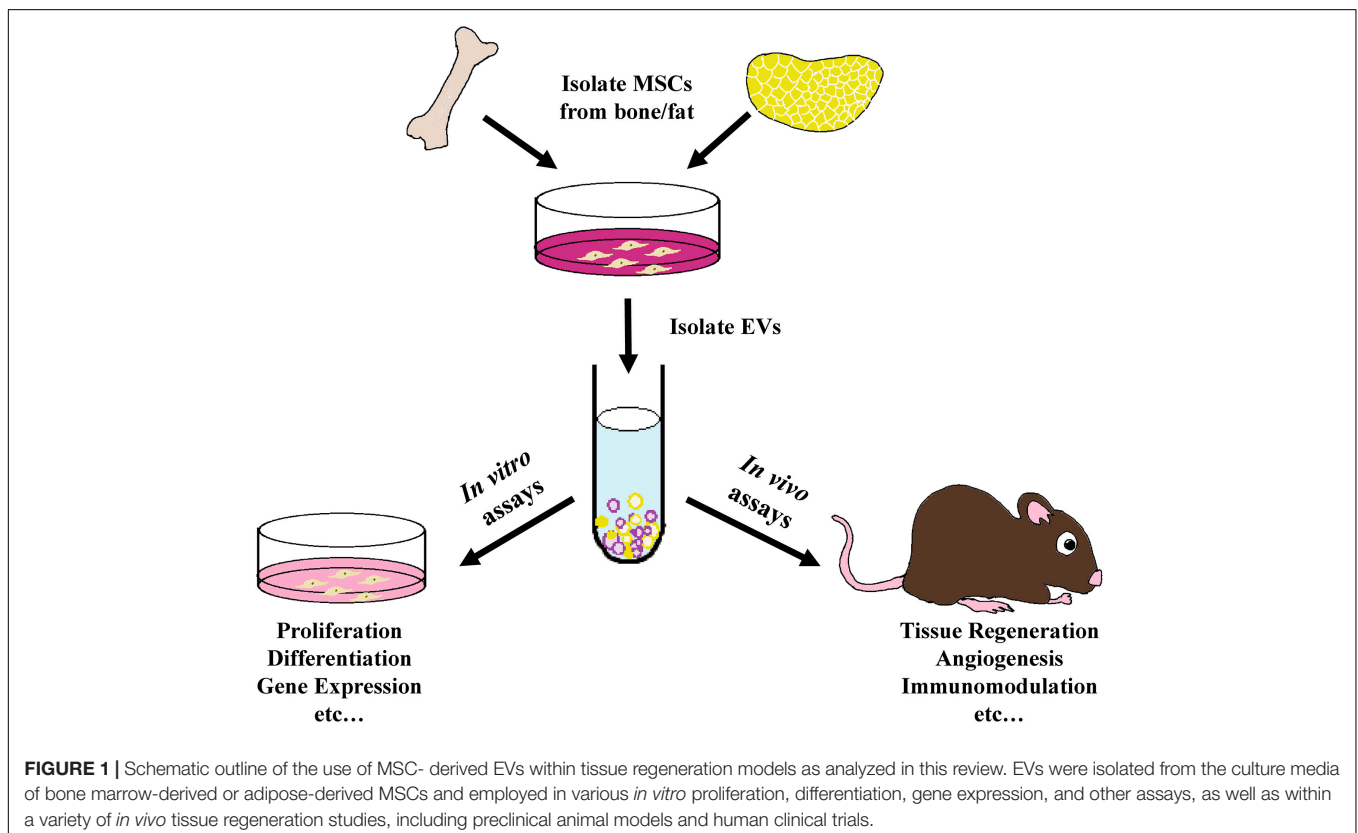 Isolate MSCs
from bone/fat
Isolate EVs
In vitro
assays
In vivo
assays
Proliferation
Differentiation
Gene Expression
etc...
Tissue Regeneration
Angiogenesis
Immunomodulation
etc...
FIGURE 1 | Schematic outline of the use of MSC- derived EVs within tissue regeneration models as analyzed in this review. EVs were isolated from the culture media
of bone marrow-derived or adipose-derived MSCs and employed in various in vitro proliferation, differentiation, gene expression, and other assays, as well as within
a variety of in vivo tissue regeneration studies, including preclinical animal models and human clinical trials.